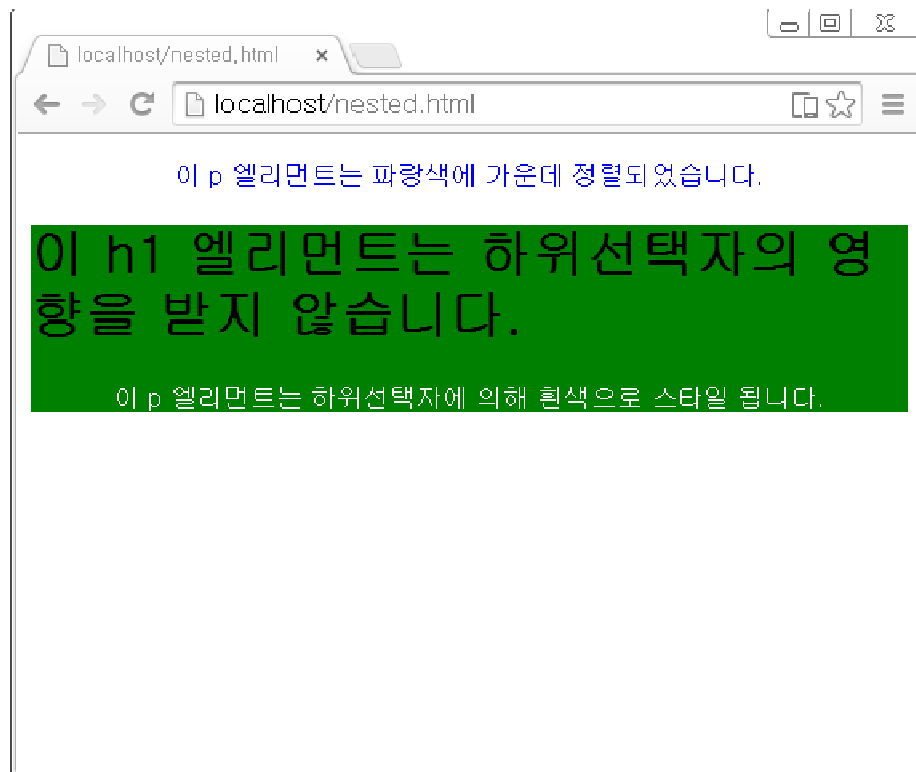 localhost/nested.html
localhost/nested.html
이 p 엘리먼트는 파랑색에 가운데 정렬되었습니다.
이 h1 엘리먼트는 하위선택자의 영
향을 받지 않습니다.
이 p 엘리먼트는 하위선택자에 의해 흰색으로 스타일 됩니다.